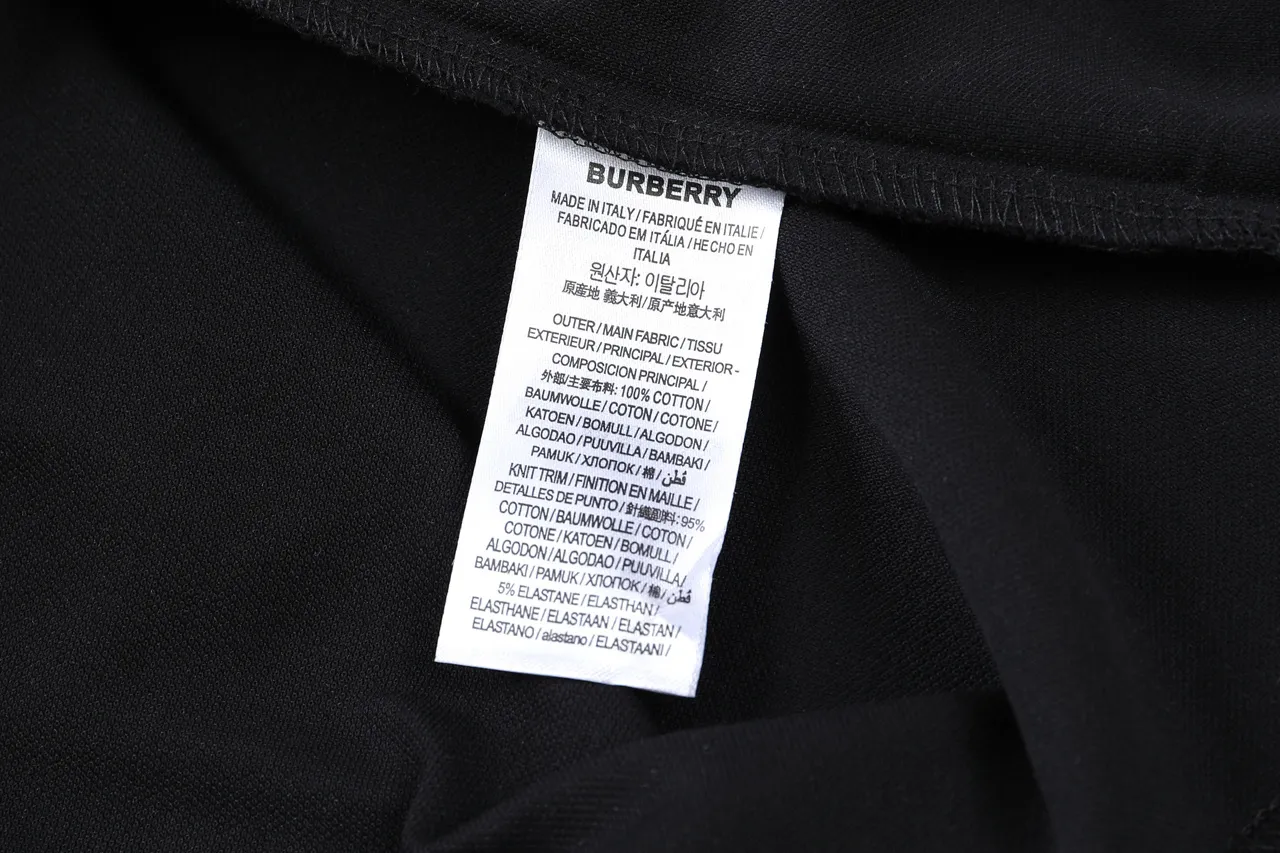 BURBERRY
MADE IN ITALY / FABRIQUÉ EN ITALIE /
FABRICADO EM ITÁLIA / HECHO EN
ITALIA
원산자: 이탈리아
原産地 義大利/原产地意大利
OUTER / MAIN FABRIC / TISSU
EXTERIEUR / PRINCIPAL / EXTERIOR -
COMPOSICION PRINCIPAL /
外部/主要布料: 100% COTTON /
BAUMWOLLE / COTON / COTONE /
KATOEN / BOMULL / ALGODON /
ALGODAO / PUUVILLA / BAMBAKI /
PAMUK / ХЛОПОК / 棉 / قطن
KNIT TRIM / FINITION EN MAILLE /
DETALLES DE PUNTO / 針織副料: 95%
COTTON / BAUMWOLLE / COTON /
COTONE / KATOEN / BOMULL /
ALGODON / ALGODAO / PUUVILLA /
BAMBAKI / PAMUK / ХЛОПОК / 棉 / قطن
5% ELASTANE / ELASTHAN /
ELASTHANE / ELASTAAN / ELASTAN /
ELASTANO / alastano / ELASTAANI /